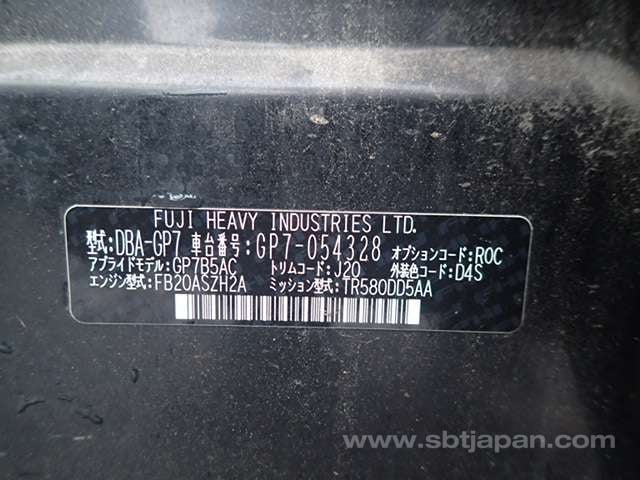 FUJI HEAVY INDUSTRIES LTD.
型式:DBA-GP7 車台番号:GP7-054328 オプションコード:ROC
アプライドモデル:GP7B5AC トリムコード:J20 外装色コード:D4S
エンジン型式:FB20ASZH2A ミッション型式:TR580DD5AA
www.sbtjapan.com